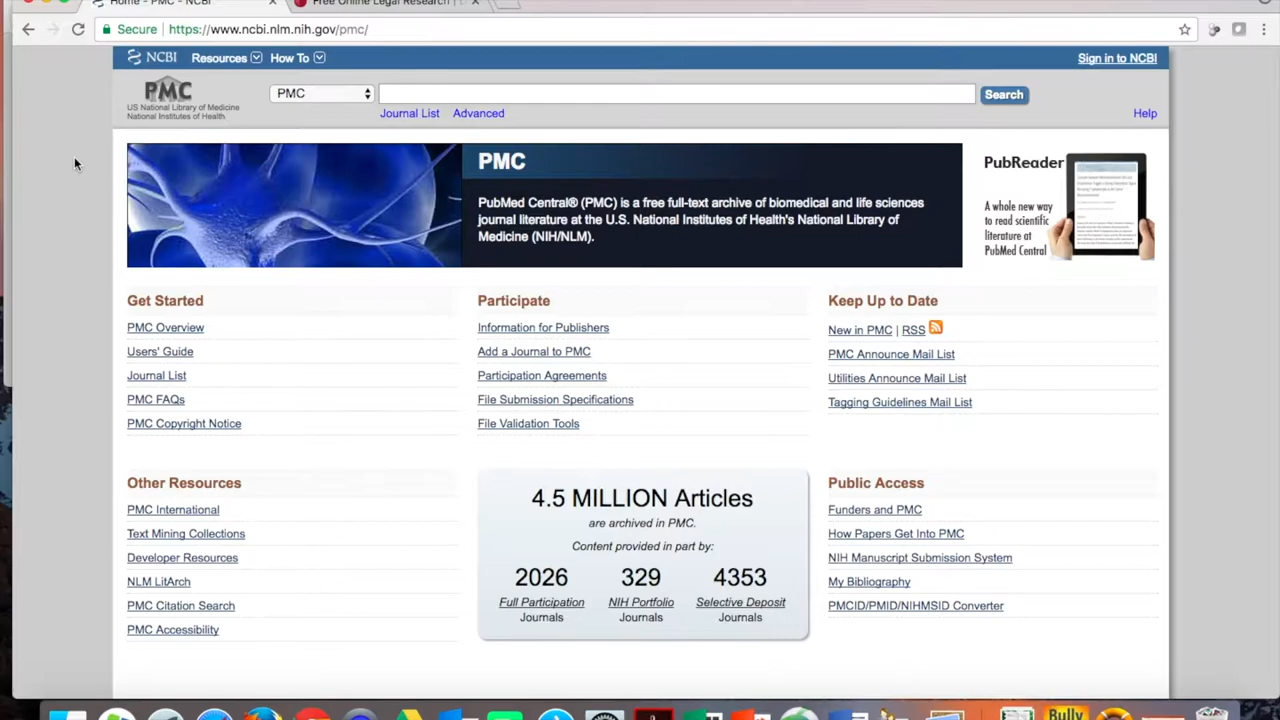 Home - PMC - NCBI
Free Online Legal Research
Secure
https://www.ncbi.nlm.nih.gov/pmc/
NCBI Resources How To Sign in to NCBI
PMC
US National Library of Medicine
National Institutes of Health
PMC
Search
Journal List Advanced
Help
PMC
PubMed Central® (PMC) is a free full-text archive of biomedical and life sciences
journal literature at the U.S. National Institutes of Health's National Library of
Medicine (NIH/NLM).
PubReader
A whole new way
to read scientific
literature at
PubMed Central
Get Started
PMC Overview
Users' Guide
Journal List
PMC FAQs
PMC Copyright Notice
Participate
Information for Publishers
Add a Journal to PMC
Participation Agreements
File Submission Specifications
File Validation Tools
Keep Up to Date
New in PMC | RSS
PMC Announce Mail List
Utilities Announce Mail List
Tagging Guidelines Mail List
Other Resources
PMC International
Text Mining Collections
Developer Resources
NLM LitArch
PMC Citation Search
PMC Accessibility
4.5 MILLION Articles
are archived in PMC.
Content provided in part by:
2026 329 4353
Full Participation NIH Portfolio Selective Deposit
Journals Journals Journals
Public Access
Funders and PMC
How Papers Get Into PMC
NIH Manuscript Submission System
My Bibliography
PMCID/PMID/NIHMSID Converter
Bully